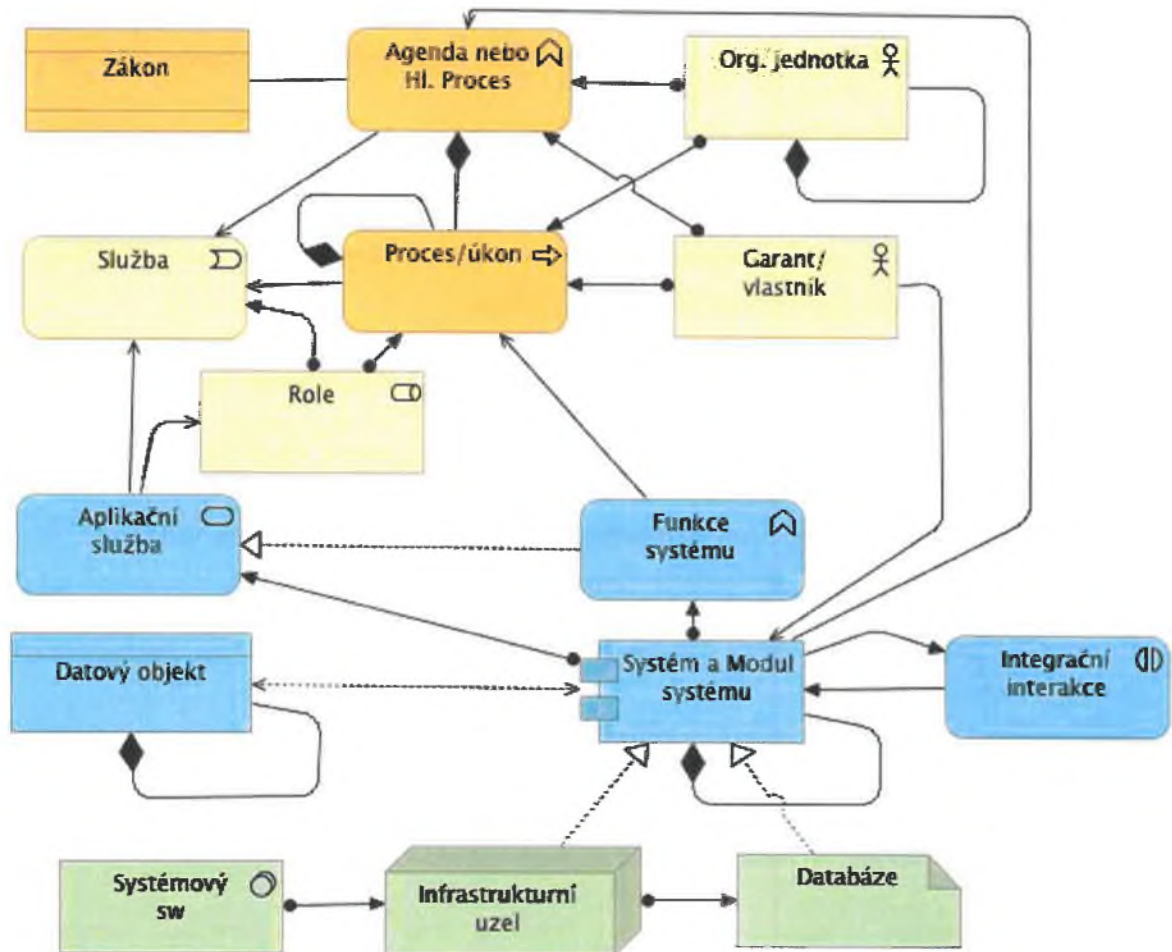 Zákon
Agenda nebo
Hl. Proces
Org. jednotka
Služba
Proces/úkon
Garant/
vlastník
Role
Aplikační
služba
Funkce
systému
Datový objekt
Systém a Modul
systému
Integrační
interakce
Systémový
sw
Infrastrukturní
uzel
Databáze